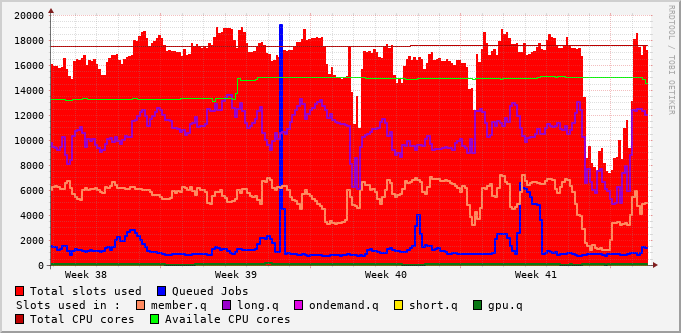 20000
18000
16000
14000
12000
10000
8000
6000
4000
2000
0
Week 38 Week 39 Week 40 Week 41
RRDTOOL / TOBI OETIKER
Total slots used Queued Jobs
Slots used in : member.q long.q ondemand.q short.q gpu.q
Total CPU cores Availale CPU cores